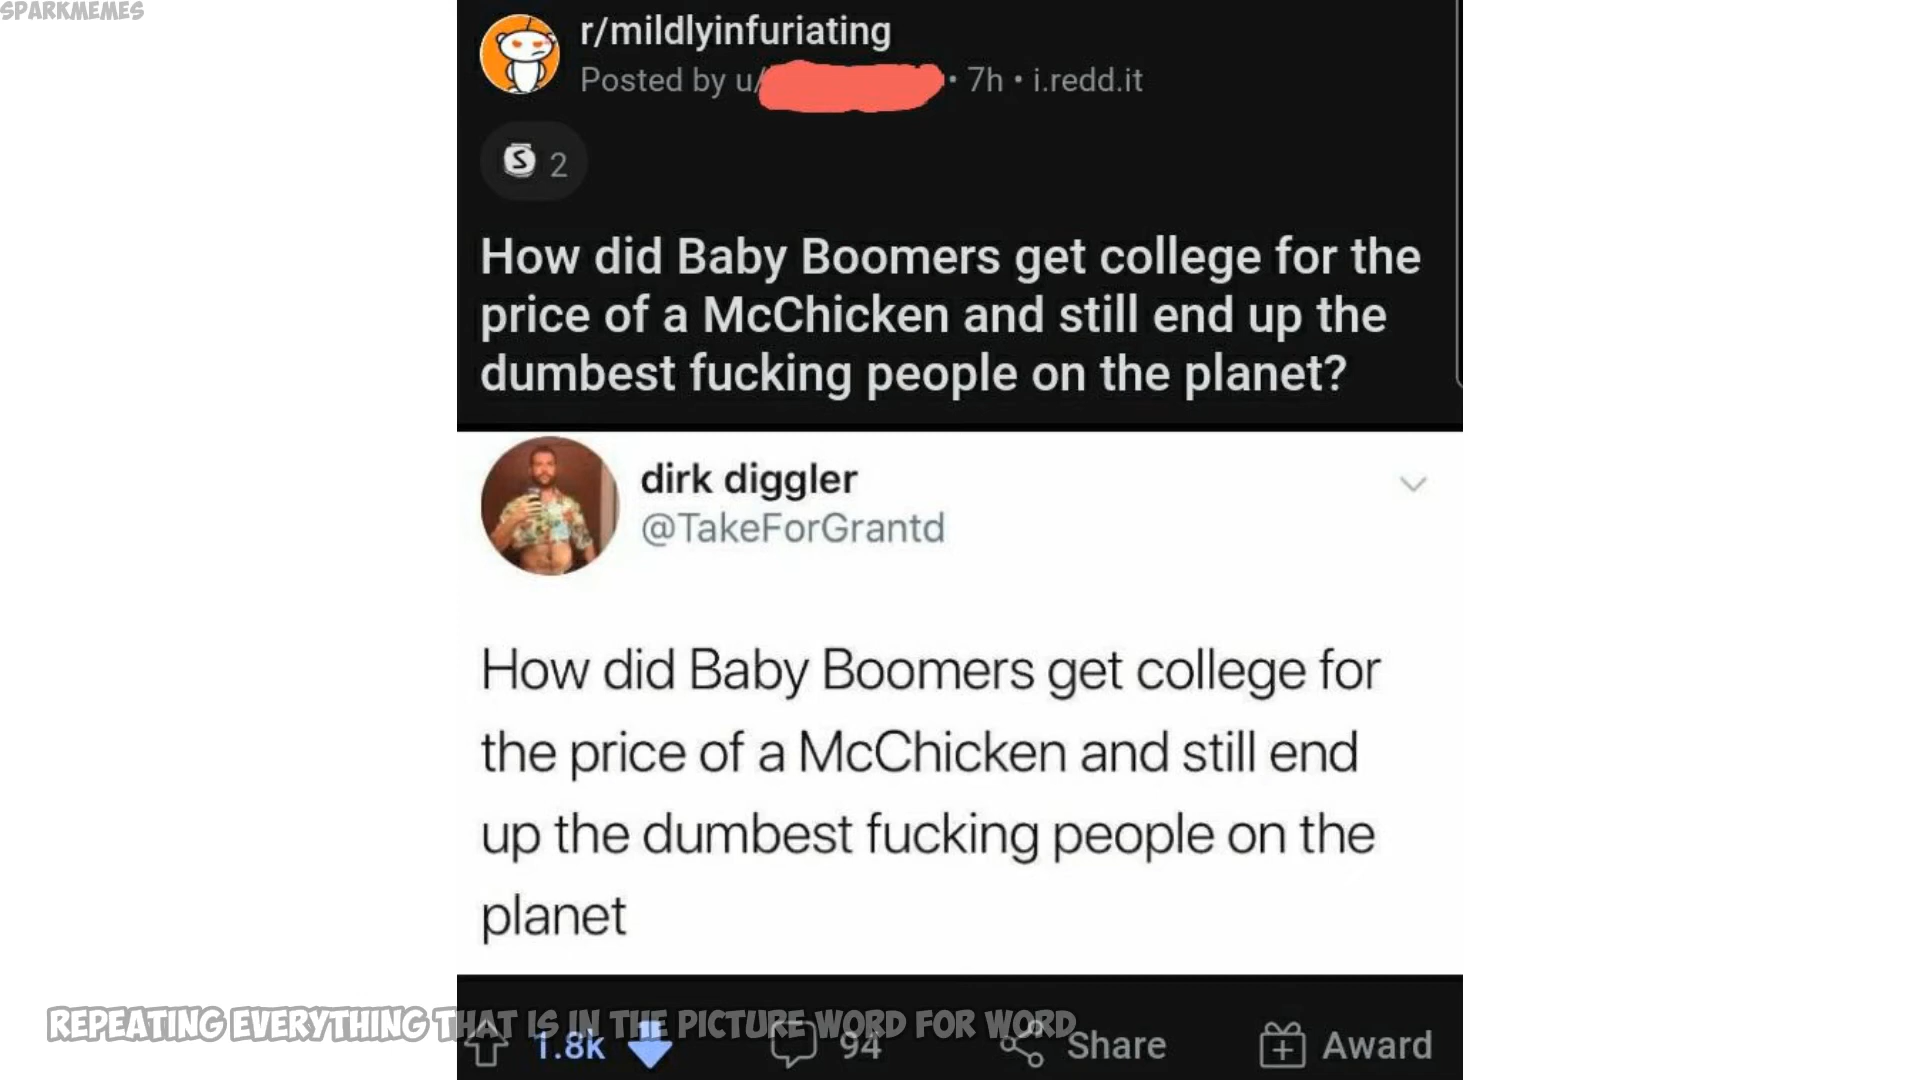 SPARKMEMES
r/mildlyinfuriating
Posted by u/ • 7h • i.redd.it
S 2
How did Baby Boomers get college for the
price of a McChicken and still end up the
dumbest fucking people on the planet?
dirk diggler
@TakeForGrantd
How did Baby Boomers get college for
the price of a McChicken and still end
up the dumbest fucking people on the
planet
REPEATING EVERYTHING THAT IS IN THE PICTURE WORD FOR WORD
1.8k 94 Share Award